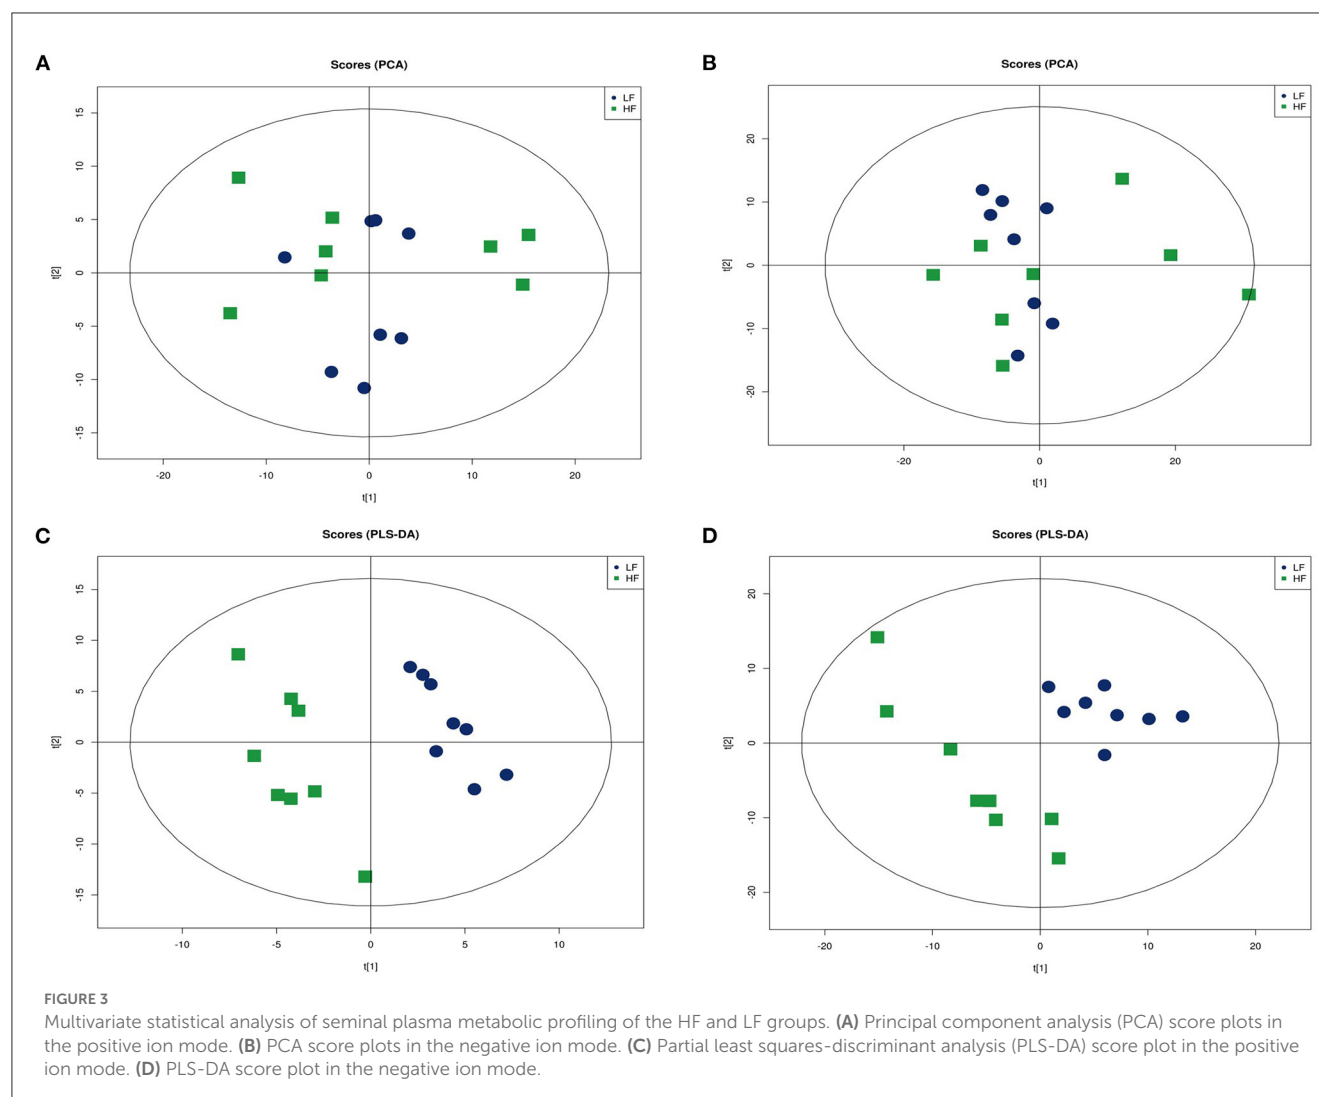 A
Scores (PCA)
LF
HF
15
10
5
0
-5
-10
-15
t[2]
-20
-10
0
10
20
t[1]
B
Scores (PCA)
LF
HF
20
10
0
-10
-20
t[2]
-20
0
20
t[1]
C
Scores (PLS-DA)
LF
HF
15
10
5
0
-5
-10
-15
t[2]
-10
-5
0
5
10
t[1]
D
Scores (PLS-DA)
LF
HF
20
10
0
-10
-20
t[2]
-20
-10
0
10
20
t[1]
FIGURE 3
Multivariate statistical analysis of seminal plasma metabolic profiling of the HF and LF groups. (A) Principal component analysis (PCA) score plots in
the positive ion mode. (B) PCA score plots in the negative ion mode. (C) Partial least squares-discriminant analysis (PLS-DA) score plot in the positive
ion mode. (D) PLS-DA score plot in the negative ion mode.